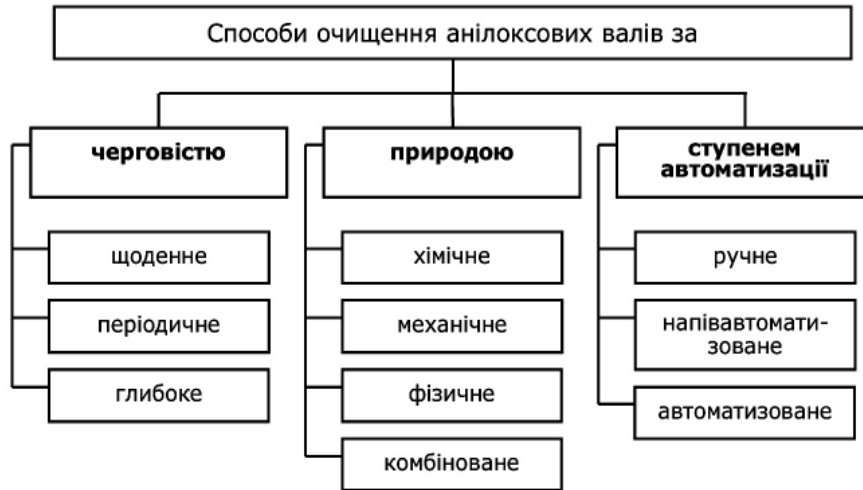 Способи очищення анілоксових валів за
черговістю
щоденне
періодичне
глибоке
природою
хімічне
механічне
фізичне
комбіноване
ступенем
автоматизації
ручне
напівавтомати-
зоване
автоматизоване